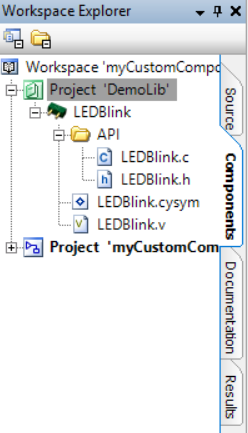 Workspace Explorer
Workspace 'myCustomCompo
Project 'DemoLib'
LEDBlink
API
LEDBlink.c
LEDBlink.h
LEDBlink.cysym
LEDBlink.v
Project 'myCustomCom
Source
Components
Documentation
Results